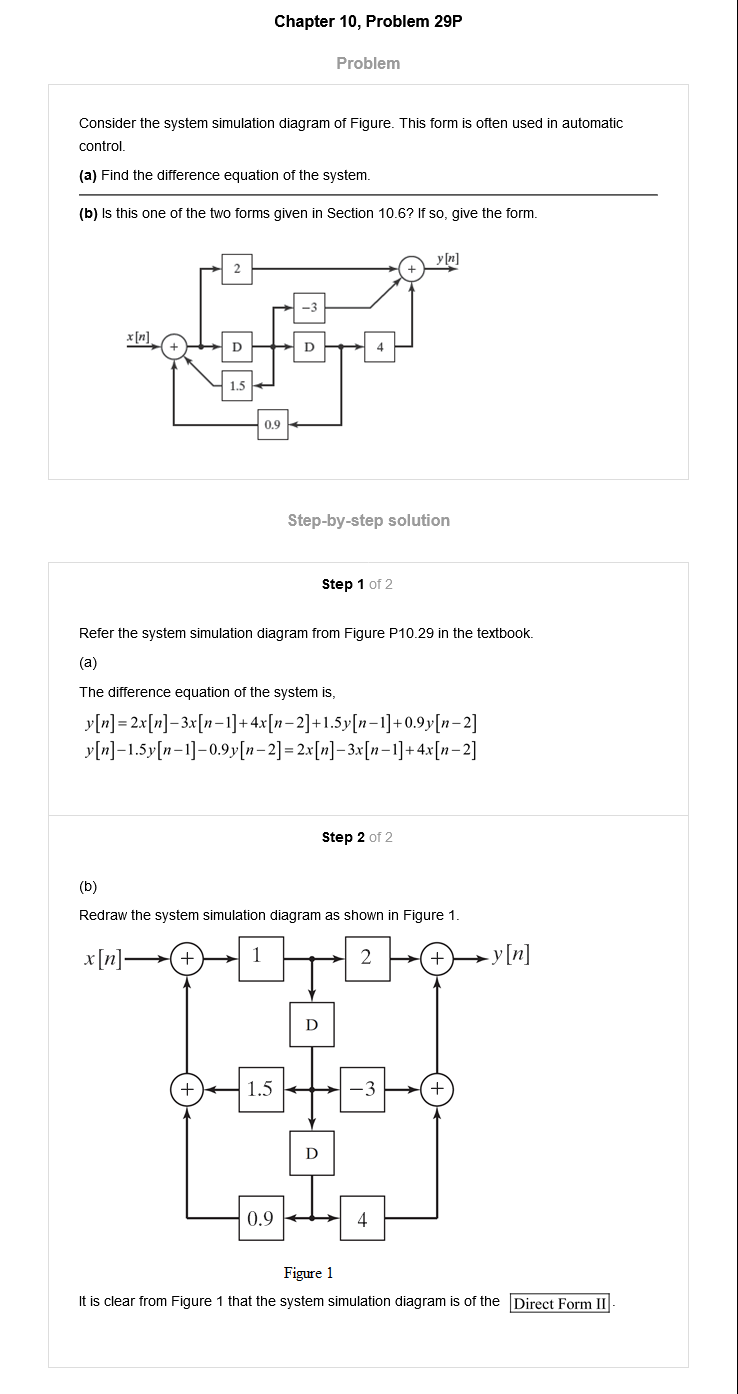 Chapter 10, Problem 29P
Problem
Consider the system simulation diagram of Figure. This form is often used in automatic
control.
(a) Find the difference equation of the system.
(b) Is this one of the two forms given in Section 10.6? If so, give the form.
2
+
y[n]
−3
x[n]
+
D
D
4
1.5
0.9
Step-by-step solution
Step 1 of 2
Refer the system simulation diagram from Figure P10.29 in the textbook.
(a)
The difference equation of the system is,
y[n]=2x[n]−3x[n−1]+4x[n−2]+1.5y[n−1]+0.9y[n−2]
y[n]−1.5y[n−1]−0.9y[n−2]=2x[n]−3x[n−1]+4x[n−2]
Step 2 of 2
(b)
Redraw the system simulation diagram as shown in Figure 1.
x[n] + 1 2 + y[n]
D
+ 1.5 −3 +
D
0.9 4
Figure 1
It is clear from Figure 1 that the system simulation diagram is of the Direct Form II.